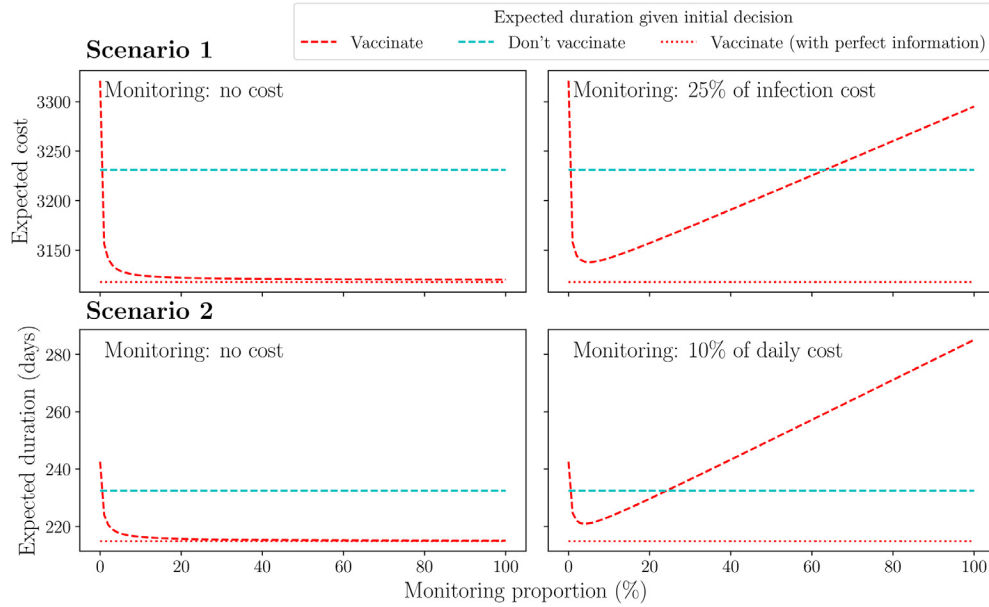 Expected duration given initial decision
Vaccinate
Don't vaccinate
Vaccinate (with perfect information)
Scenario 1
Monitoring: no cost
Monitoring: 25% of infection cost
Expected cost
3300
3250
3200
3150
Scenario 2
Monitoring: no cost
Monitoring: 10% of daily cost
Expected duration (days)
280
260
240
220
0 20 40 60 80 100
0 20 40 60 80 100
Monitoring proportion (%)